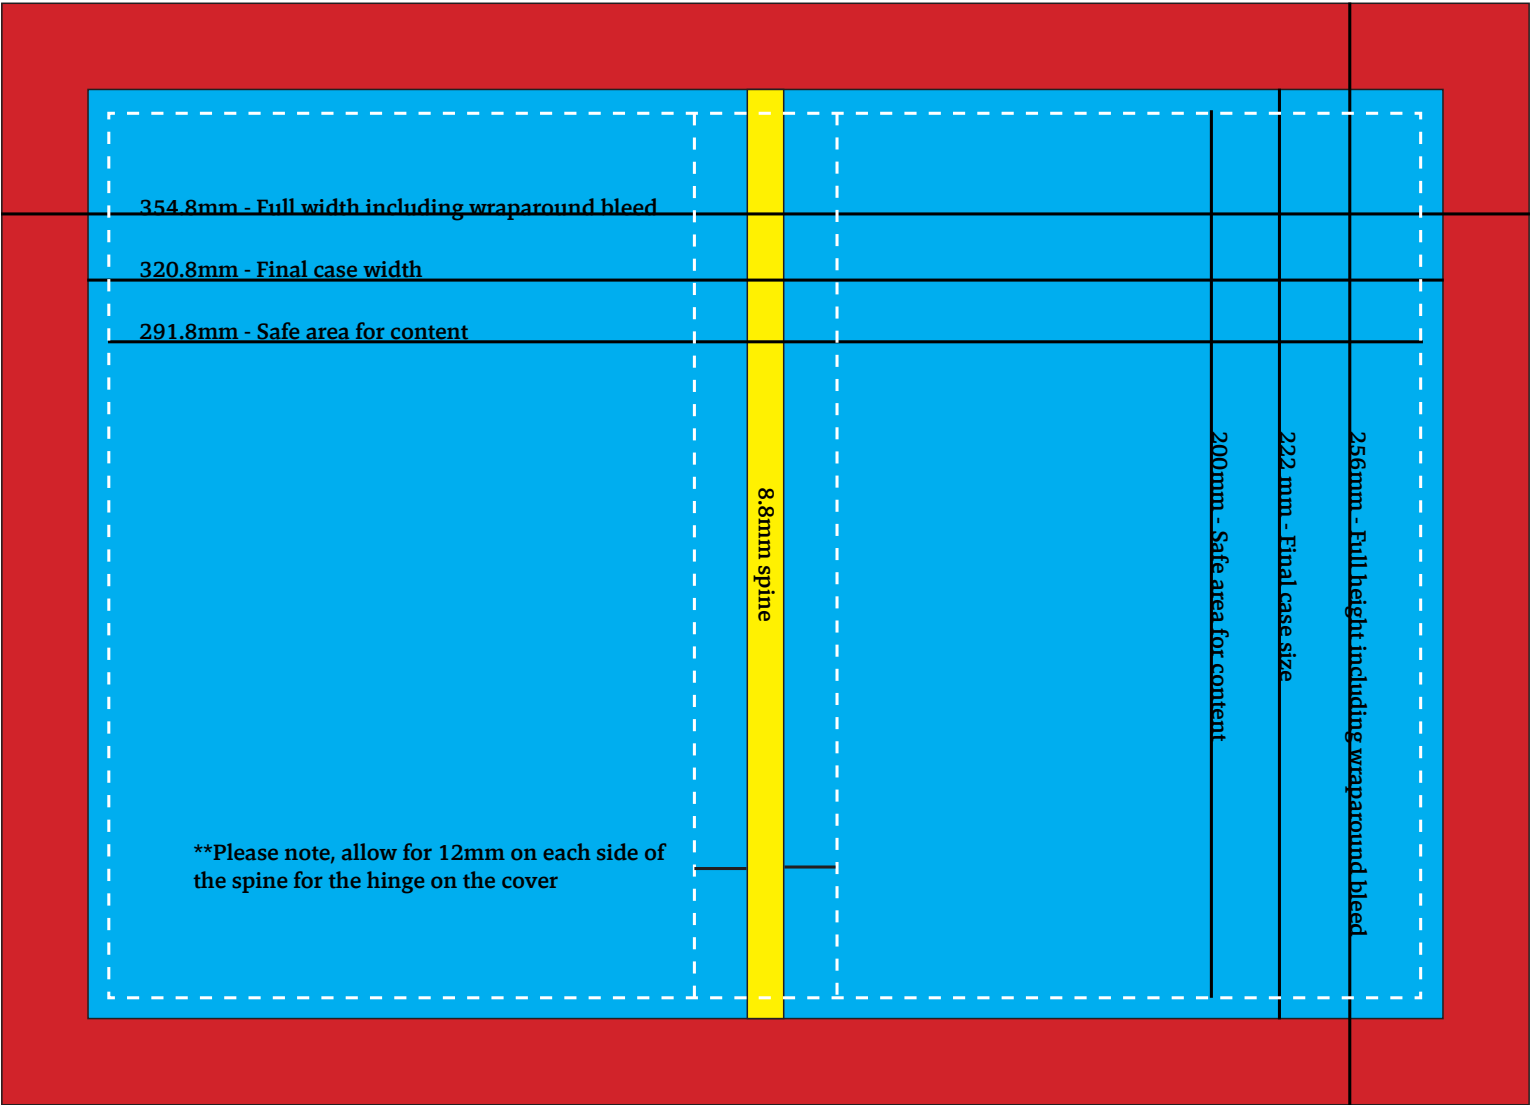 354.8mm - Full width including wraparound bleed
320.8mm - Final case width
291.8mm - Safe area for content
200mm - Safe area for content
222 mm - Final case size
256mm - Full height including wraparound bleed
8.8mm spine
**Please note, allow for 12mm on each side of
the spine for the hinge on the cover